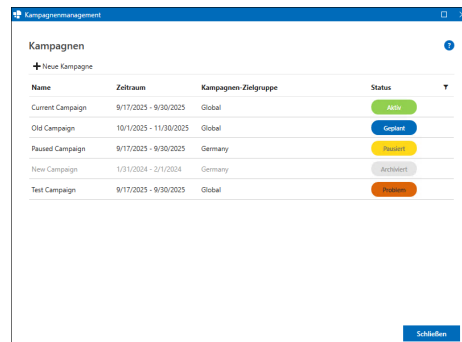 Kampagnenmanagement
Kampagnen
?
Neue Kampagne
Name Zeitraum Kampagnen-Zielgruppe Status
Current Campaign 9/17/2025 - 9/30/2025 Global Aktiv
Old Campaign 10/1/2025 - 11/30/2025 Global Geplant
Paused Campaign 9/17/2025 - 9/30/2025 Germany Pausiert
New Campaign 1/31/2024 - 2/1/2024 Germany Archiviert
Test Campaign 9/17/2025 - 9/30/2025 Global Problem
Schließen